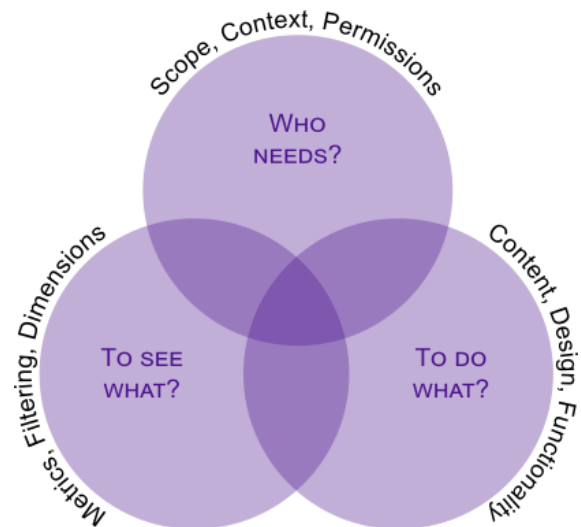 Scope, Context, Permissions
WHO
NEEDS?
Metrics, Filtering, Dimensions
TO SEE
WHAT?
TO DO
WHAT?
Content, Design, Functionality